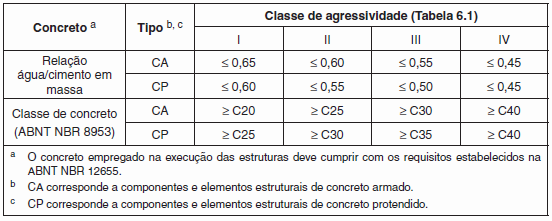 Concreto a Tipo b, c Classe de agressividade (Tabela 6.1)
I II III IV
Relação água/cimento em massa CA ≤ 0,65 ≤ 0,60 ≤ 0,55 ≤ 0,45
CP ≤ 0,60 ≤ 0,55 ≤ 0,50 ≤ 0,45
Classe de concreto (ABNT NBR 8953) CA ≥ C20 ≥ C25 ≥ C30 ≥ C40
CP ≥ C25 ≥ C30 ≥ C35 ≥ C40
a O concreto empregado na execução das estruturas deve cumprir com os requisitos estabelecidos na
ABNT NBR 12655.
b CA corresponde a componentes e elementos estruturais de concreto armado.
c CP corresponde a componentes e elementos estruturais de concreto protendido.